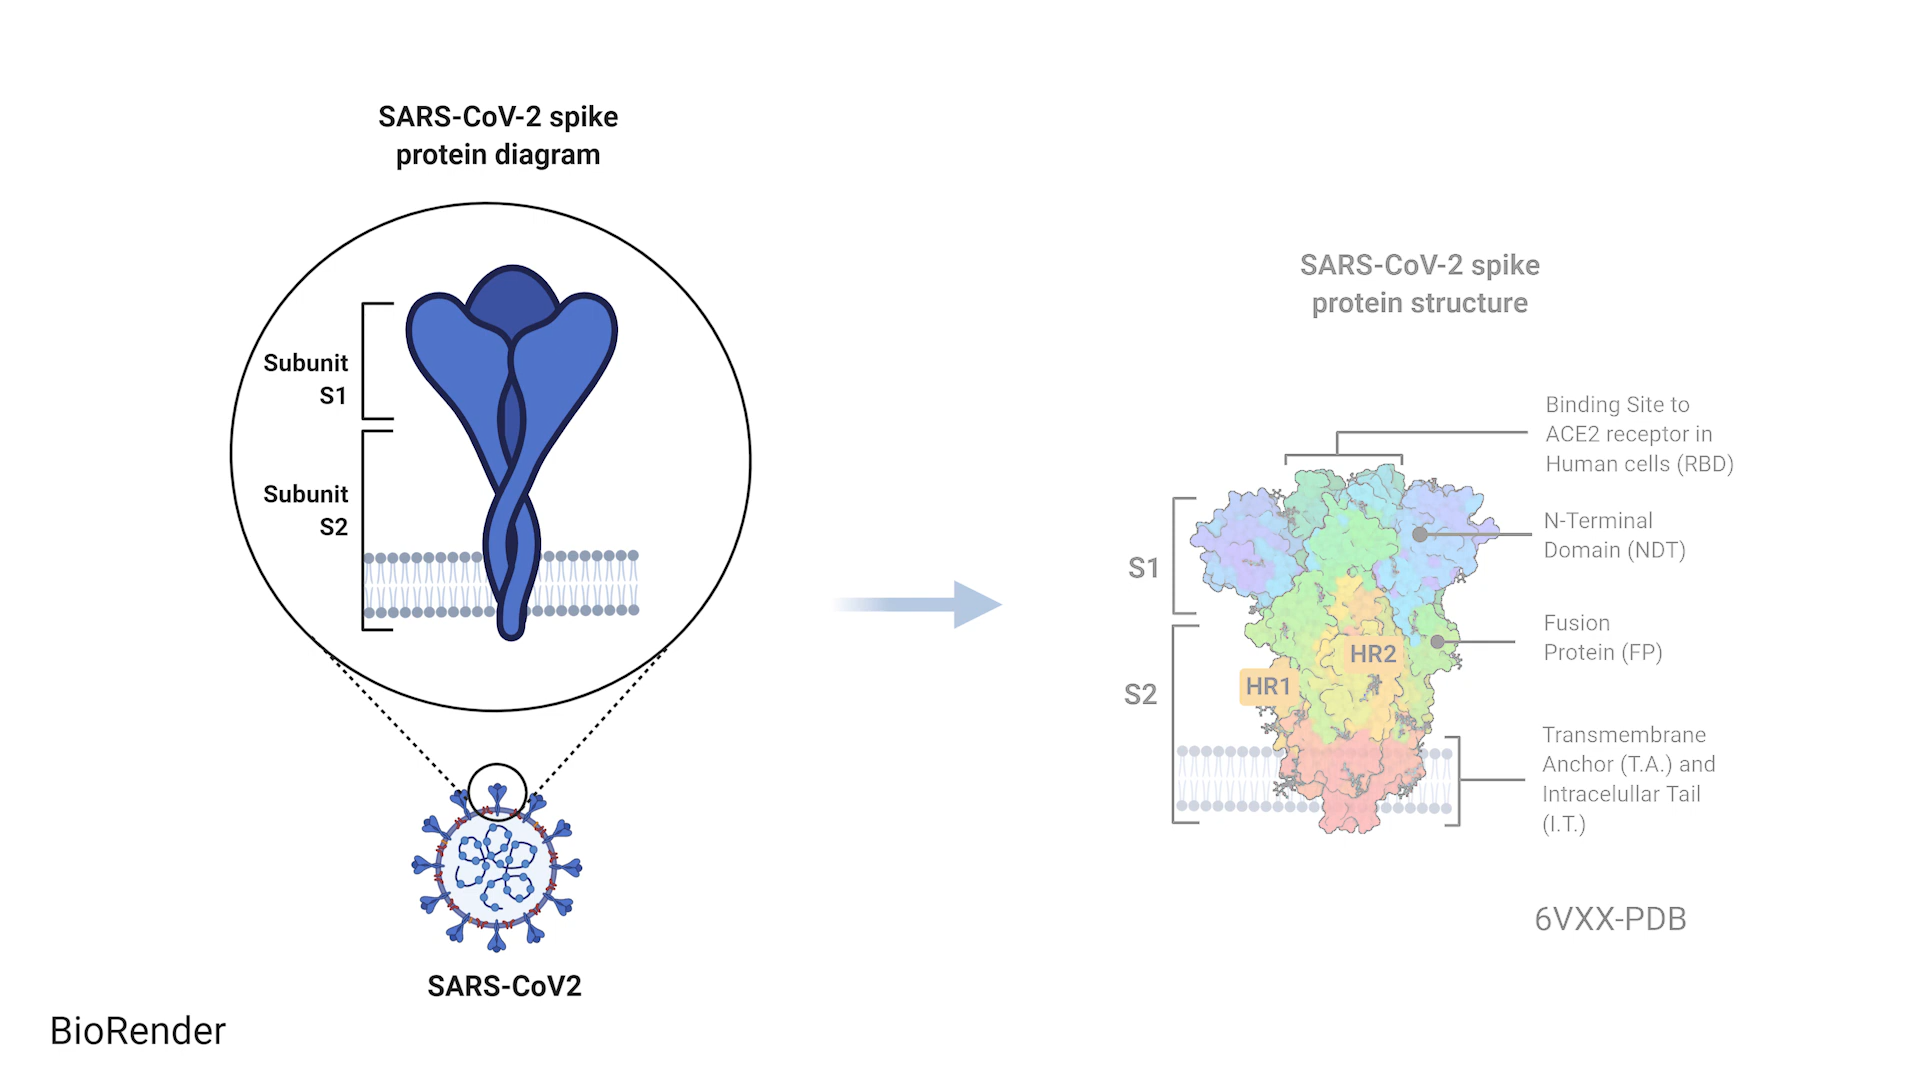 SARS-CoV-2 spike
protein diagram
Subunit
S1
Subunit
S2
SARS-CoV2
BioRender
SARS-CoV-2 spike
protein structure
Binding Site to
ACE2 receptor in
Human cells (RBD)
N-Terminal
Domain (NDT)
S1
Fusion
Protein (FP)
HR2
HR1
S2
Transmembrane
Anchor (T.A.) and
Intracelullar Tail
(I.T.)
6VXX-PDB